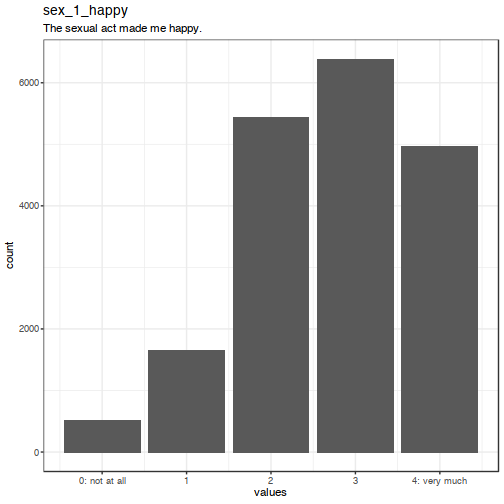 sex_1_happy
The sexual act made me happy.
6000
4000
2000
0
count
0: not at all 1 2 3 4: very much
values